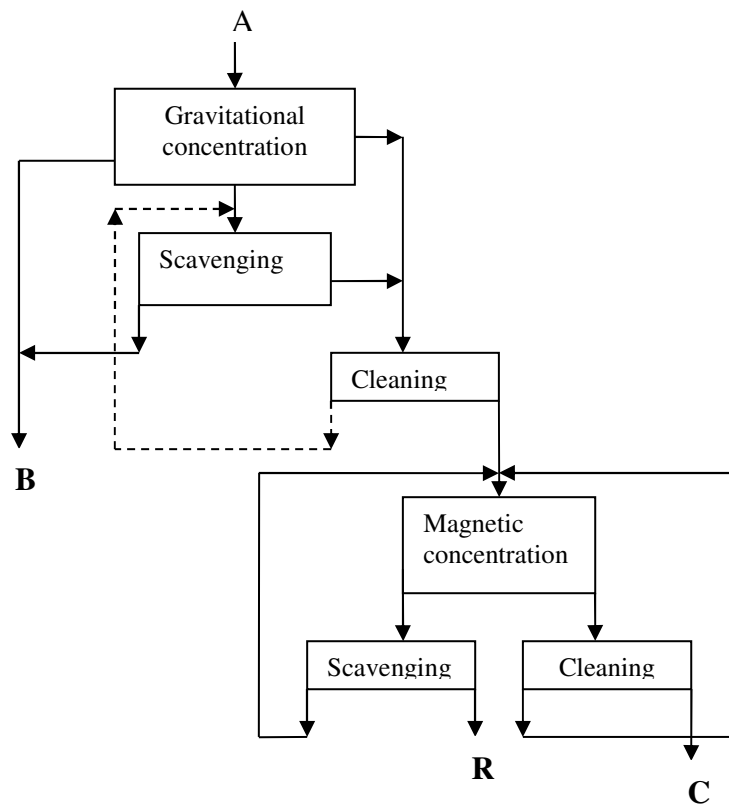 A
Gravitational
concentration
Scavenging
Cleaning
B
Magnetic
concentration
Scavenging
Cleaning
R
C